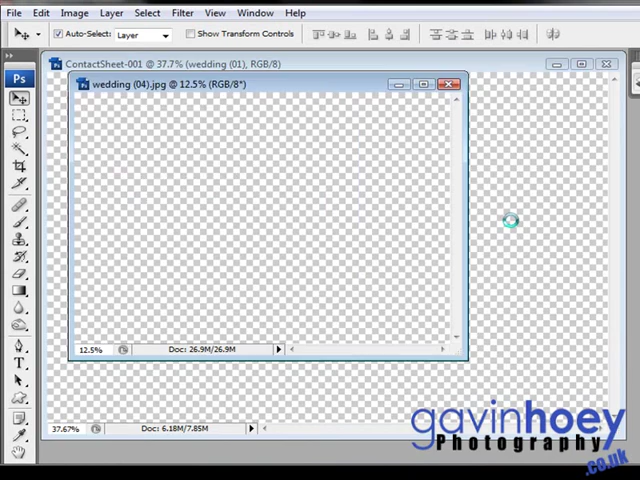 File Edit Image Layer Select Filter View Window Help
Auto-Select: Layer Show Transform Controls
Ps ContactSheet-001 @ 37.7% (wedding (01), RGB/8)
wedding (04).jpg @ 12.5% (RGB/8*)
T
12.5% Doc: 26.9M/26.9M
37.67% Doc: 6.18M/7.85M
gavinhoey
Photography
.co.uk